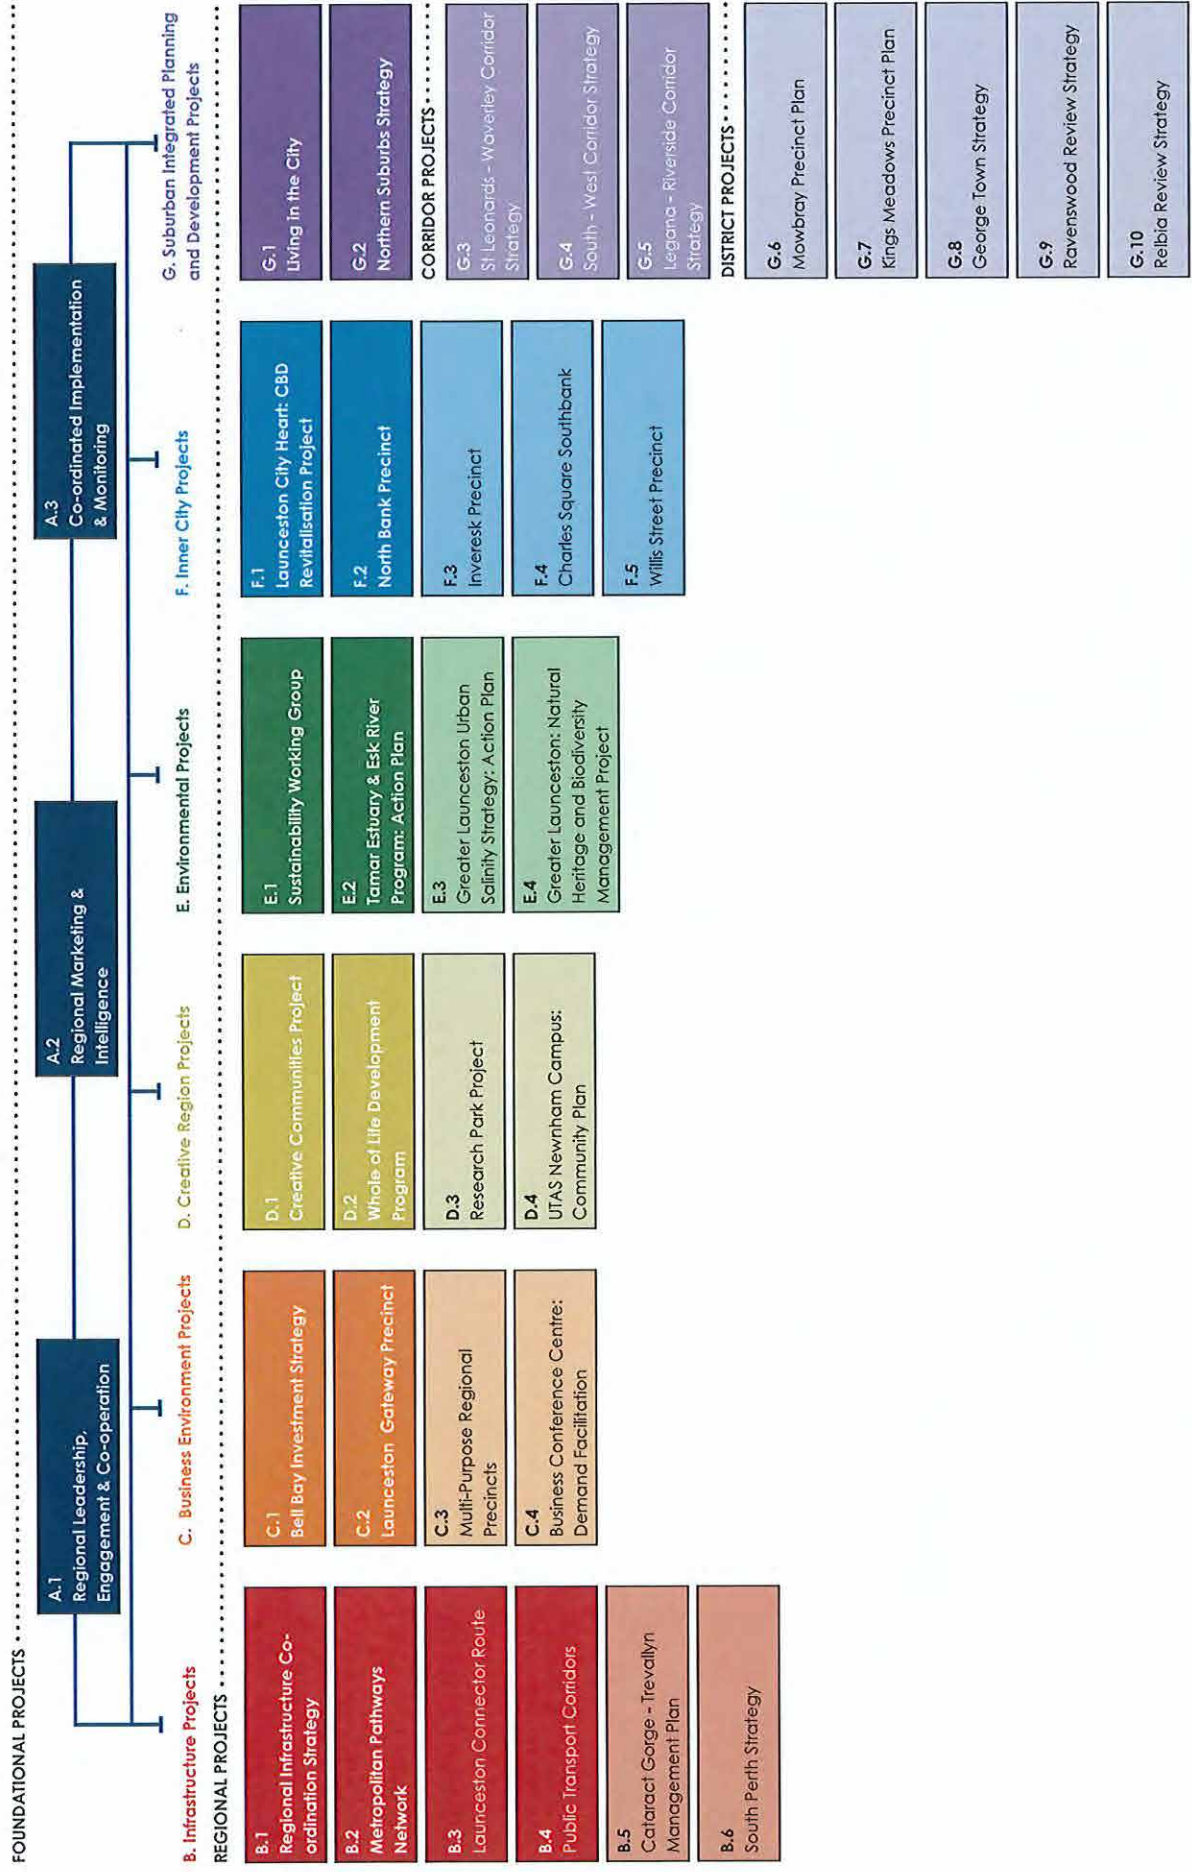 FOUNDATIONAL PROJECTS
A.1
Regional Leadership,
Engagement & Co-operation
A.2
Regional Marketing &
Intelligence
A.3
Co-ordinated Implementation
& Monitoring
B. Infrastructure Projects
C. Business Environment Projects
D. Creative Region Projects
E. Environmental Projects
F. Inner City Projects
G. Suburban Integrated Planning
and Development Projects
REGIONAL PROJECTS
B.1
Regional Infrastructure Co-
ordination Strategy
B.2
Metropolitan Pathways
Network
B.3
Launceston Connector Route
B.4
Public Transport Corridors
B.5
Cataract Gorge - Trevallyn
Management Plan
B.6
South Perth Strategy
C.1
Bell Bay Investment Strategy
C.2
Launceston Gateway Precinct
C.3
Multi-Purpose Regional
Precincts
C.4
Business Conference Centre:
Demand Facilitation
D.1
Creative Communities Project
D.2
Whole of Life Development
Program
D.3
Research Park Project
D.4
UTAS Newnham Campus:
Community Plan
E.1
Sustainability Working Group
E.2
Tamar Estuary & Esk River
Program: Action Plan
E.3
Greater Launceston Urban
Salinity Strategy: Action Plan
E.4
Greater Launceston: Natural
Heritage and Biodiversity
Management Project
F.1
Launceston City Heart: CBD
Revitalisation Project
F.2
North Bank Precinct
F.3
Inveresk Precinct
F.4
Charles Square Southbank
F.5
Willis Street Precinct
G.1
Living in the City
G.2
Northern Suburbs Strategy
CORRIDOR PROJECTS
G.3
St Leonards - Waverley Corridor
Strategy
G.4
South - West Corridor Strategy
G.5
Legana - Riverside Corridor
Strategy
DISTRICT PROJECTS
G.6
Mowbray Precinct Plan
G.7
Kings Meadows Precinct Plan
G.8
George Town Strategy
G.9
Ravenswood Review Strategy
G.10
Relbia Review Strategy